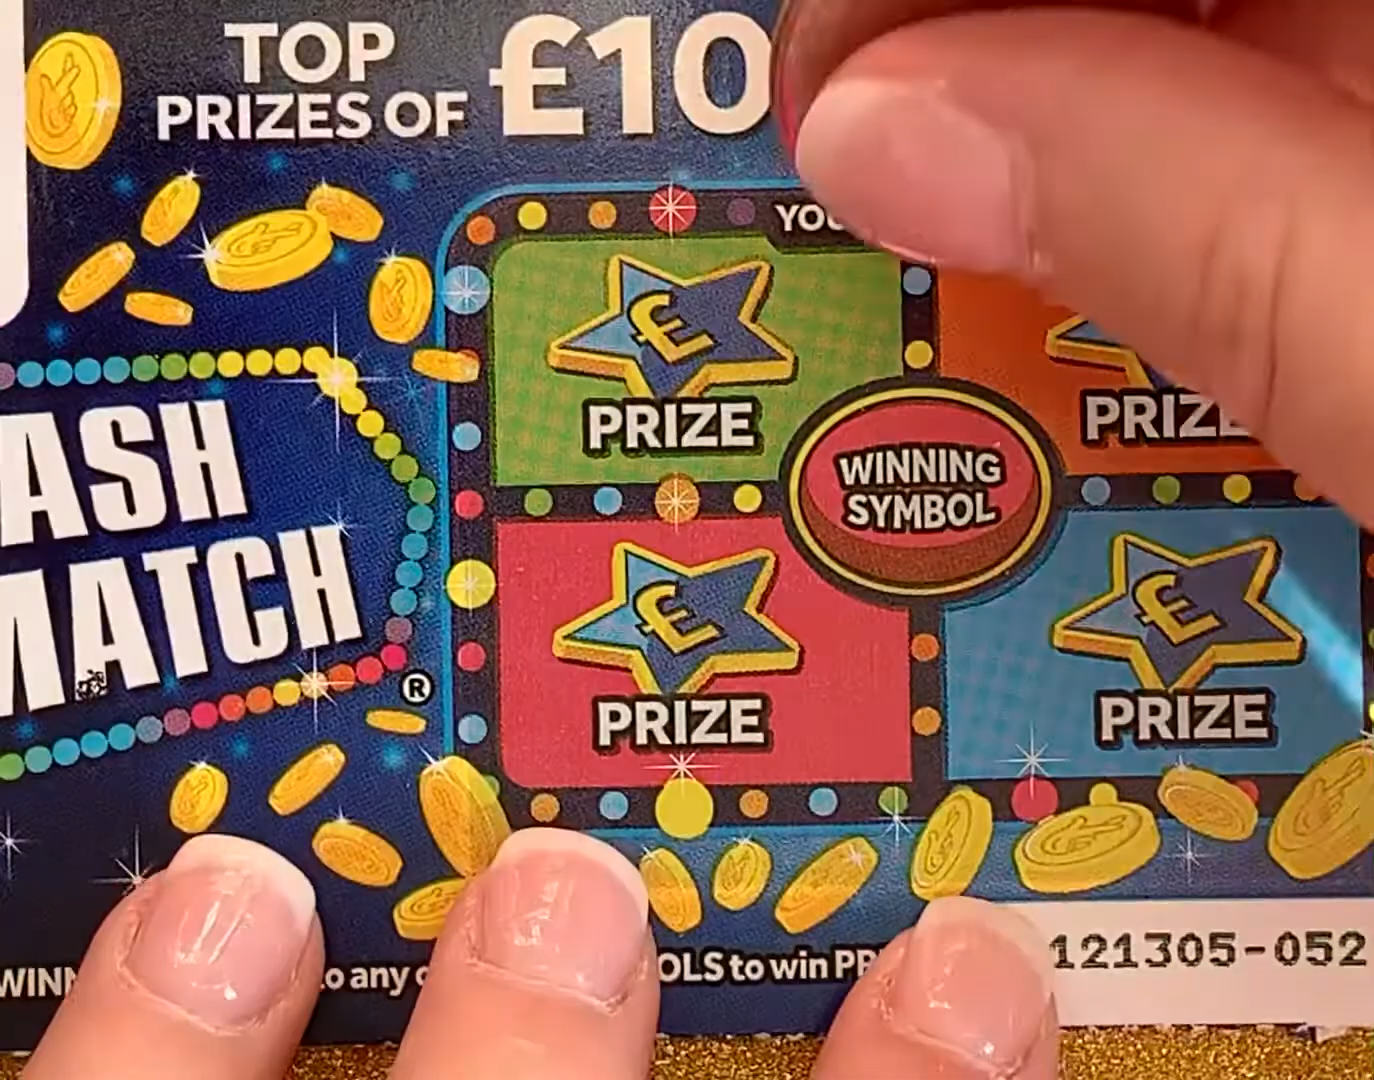 TOP
PRIZES OF £10
YOU
£
PRIZE
PRIZE
WINNING
SYMBOL
ASH
MATCH
®
£
PRIZE
£
PRIZE
WINN to any OLS to win PR
121305-052